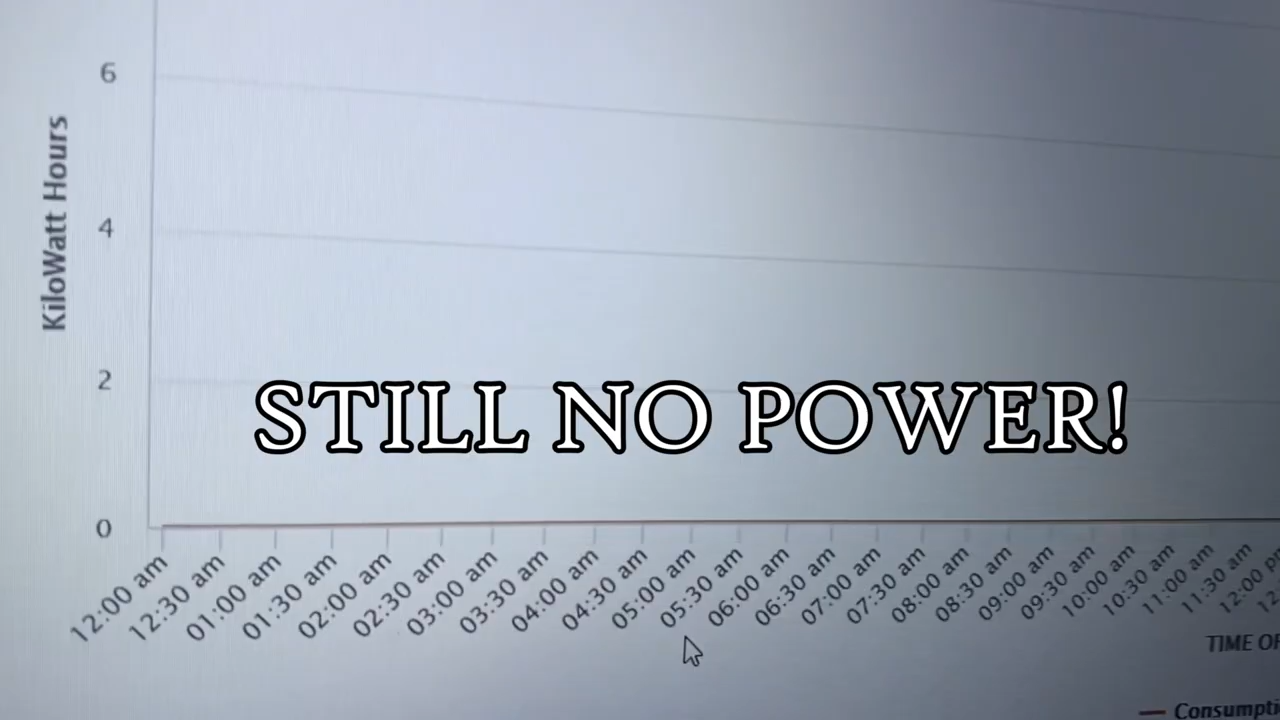 6
KiloWatt Hours
4
2
STILL NO POWER!
0
12:00 am
12:30 am
01:00 am
01:30 am
02:00 am
02:30 am
03:00 am
03:30 am
04:00 am
04:30 am
05:00 am
05:30 am
06:00 am
06:30 am
07:00 am
07:30 am
08:00 am
08:30 am
09:00 am
09:30 am
10:00 am
10:30 am
11:00 am
11:30 am
12:00
TIME